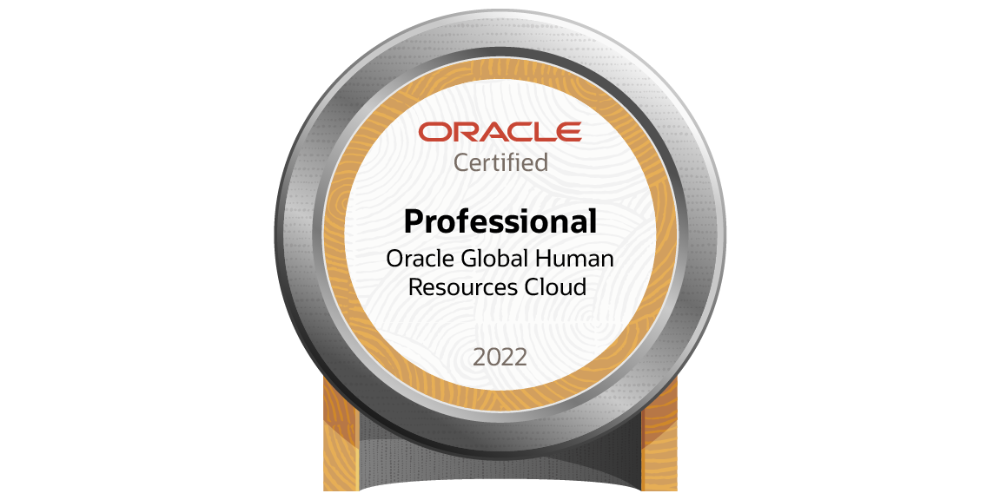 ORACLE
Certified
Professional
Oracle Global Human
Resources Cloud
2022